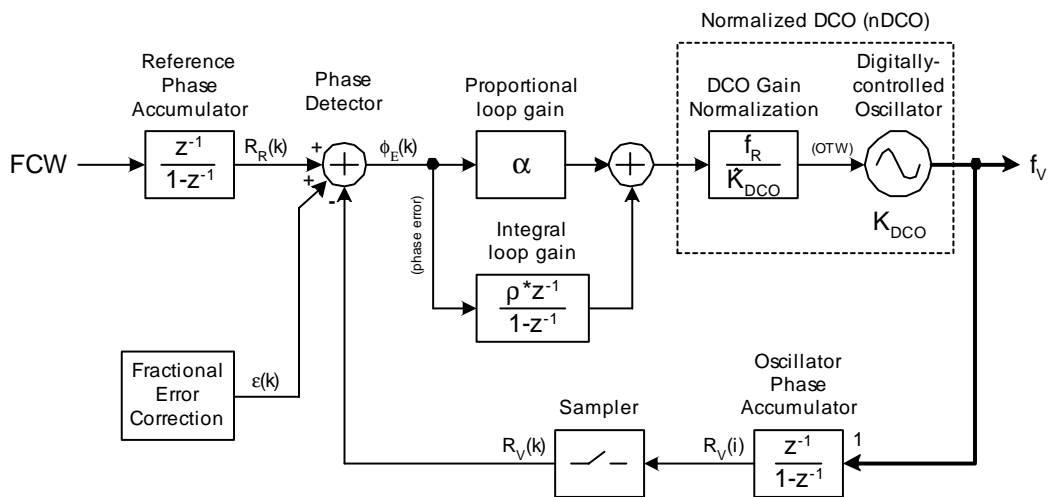 Normalized DCO (nDCO)
Reference
Phase
Accumulator
Phase
Detector
Proportional
loop gain
DCO Gain
Normalization
Digitally-
controlled
Oscillator
FCW
z⁻¹
1-z⁻¹
R_R(k)
+
+
-
+
ϕ_E(k)
(phase error)
α
+
f_R
K̂_DCO
(OTW)
K_DCO
f_V
Integral
loop gain
ρ*z⁻¹
1-z⁻¹
Fractional
Error
Correction
ε(k)
Sampler
R_V(k)
R_V(i)
Oscillator
Phase
Accumulator
z⁻¹
1-z⁻¹
1